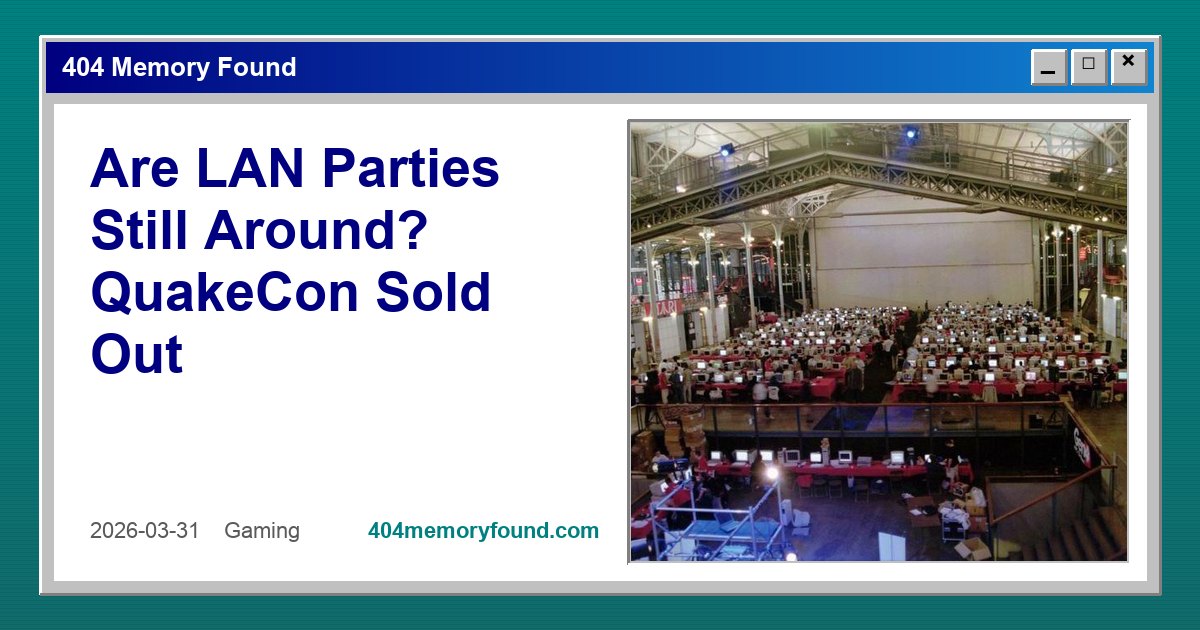 404 Memory Found
Are LAN Parties
Still Around?
QuakeCon Sold
Out
2026-03-31 Gaming 404memoryfound.com